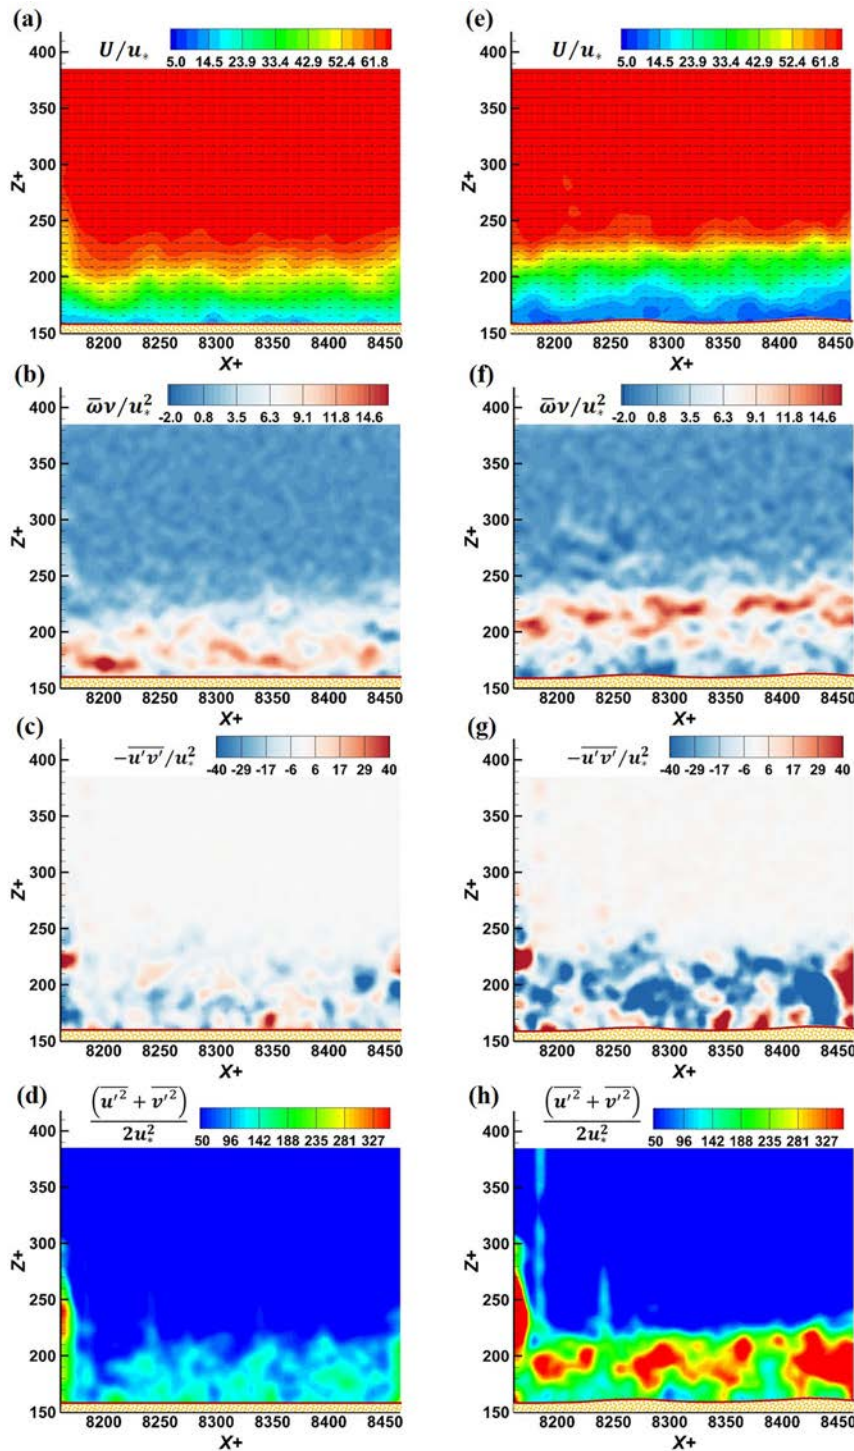 (a)
U/u*
5.0 14.5 23.9 33.4 42.9 52.4 61.8
400
350
300
250
200
150
Z+
8200 8250 8300 8350 8400 8450
X+
(e)
U/u*
5.0 14.5 23.9 33.4 42.9 52.4 61.8
400
350
300
250
200
150
Z+
8200 8250 8300 8350 8400 8450
X+
(b)
ω̅ν/u*²
-2.0 0.8 3.5 6.3 9.1 11.8 14.6
400
350
300
250
200
150
Z+
8200 8250 8300 8350 8400 8450
X+
(f)
ω̅ν/u*²
-2.0 0.8 3.5 6.3 9.1 11.8 14.6
400
350
300
250
200
150
Z+
8200 8250 8300 8350 8400 8450
X+
(c)
−u′v′/u*²
-40 -29 -17 -6 6 17 29 40
400
350
300
250
200
150
Z+
8200 8250 8300 8350 8400 8450
X+
(g)
−u′v′/u*²
-40 -29 -17 -6 6 17 29 40
400
350
300
250
200
150
Z+
8200 8250 8300 8350 8400 8450
X+
(d)
(u′² + v′²)
2u*²
50 96 142 188 235 281 327
400
350
300
250
200
150
Z+
8200 8250 8300 8350 8400 8450
X+
(h)
(u′² + v′²)
2u*²
50 96 142 188 235 281 327
400
350
300
250
200
150
Z+
8200 8250 8300 8350 8400 8450
X+